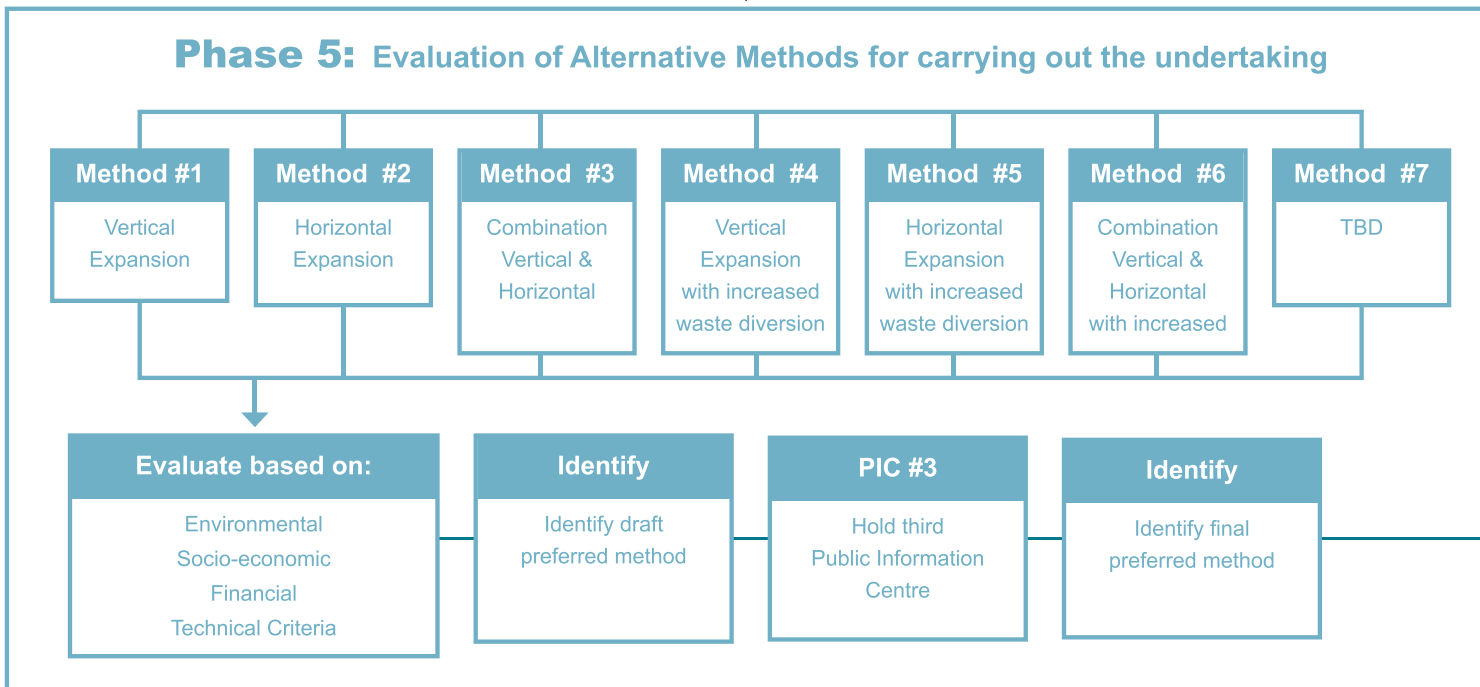 Phase 5: Evaluation of Alternative Methods for carrying out the undertaking
Method #1
Vertical
Expansion
Method #2
Horizontal
Expansion
Method #3
Combination
Vertical &
Horizontal
Method #4
Vertical
Expansion
with increased
waste diversion
Method #5
Horizontal
Expansion
with increased
waste diversion
Method #6
Combination
Vertical &
Horizontal
with increased
Method #7
TBD
Evaluate based on:
Environmental
Socio-economic
Financial
Technical Criteria
Identify
Identify draft
preferred method
PIC #3
Hold third
Public Information
Centre
Identify
Identify final
preferred method